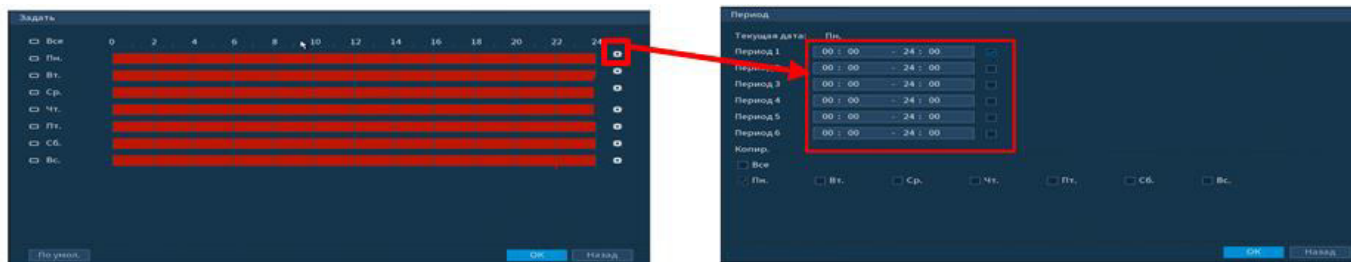 Задать
Все 0 2 4 6 8 10 12 14 16 18 20 22 24
Пн.
Вт.
Ср.
Чт.
Пт.
Сб.
Вс.
По умол. OK Назад
Период
Текущая дата: Пн.
Период 1 00 : 00 - 24 : 00
Период 2 00 : 00 - 24 : 00
Период 3 00 : 00 - 24 : 00
Период 4 00 : 00 - 24 : 00
Период 5 00 : 00 - 24 : 00
Период 6 00 : 00 - 24 : 00
Копир.
Все
Пн. Вт. Ср. Чт. Пт. Сб. Вс.
OK Назад